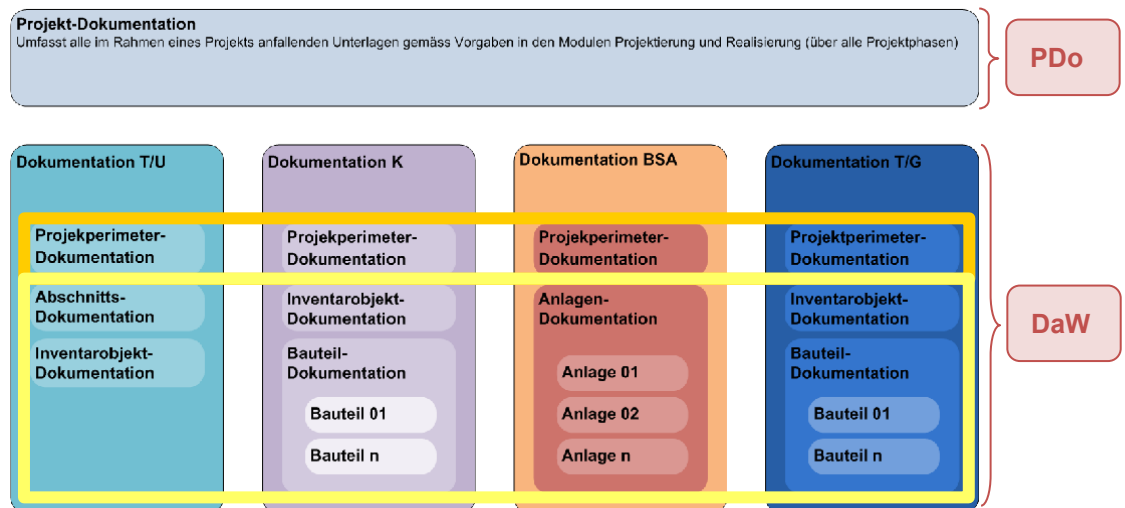 Projekt-Dokumentation
Umfasst alle im Rahmen eines Projekts anfallenden Unterlagen gemäss Vorgaben in den Modulen Projektierung und Realisierung (über alle Projektphasen)
PDo
Dokumentation T/U
Projekperimeter-
Dokumentation
Abschnitts-
Dokumentation
Inventarobjekt-
Dokumentation
Dokumentation K
Projekperimeter-
Dokumentation
Inventarobjekt-
Dokumentation
Bauteil-
Dokumentation
Bauteil 01
Bauteil n
Dokumentation BSA
Projekperimeter-
Dokumentation
Anlagen-
Dokumentation
Anlage 01
Anlage 02
Anlage n
Dokumentation T/G
Projektperimeter-
Dokumentation
Inventarobjekt-
Dokumentation
Bauteil-
Dokumentation
Bauteil 01
Bauteil n
DaW